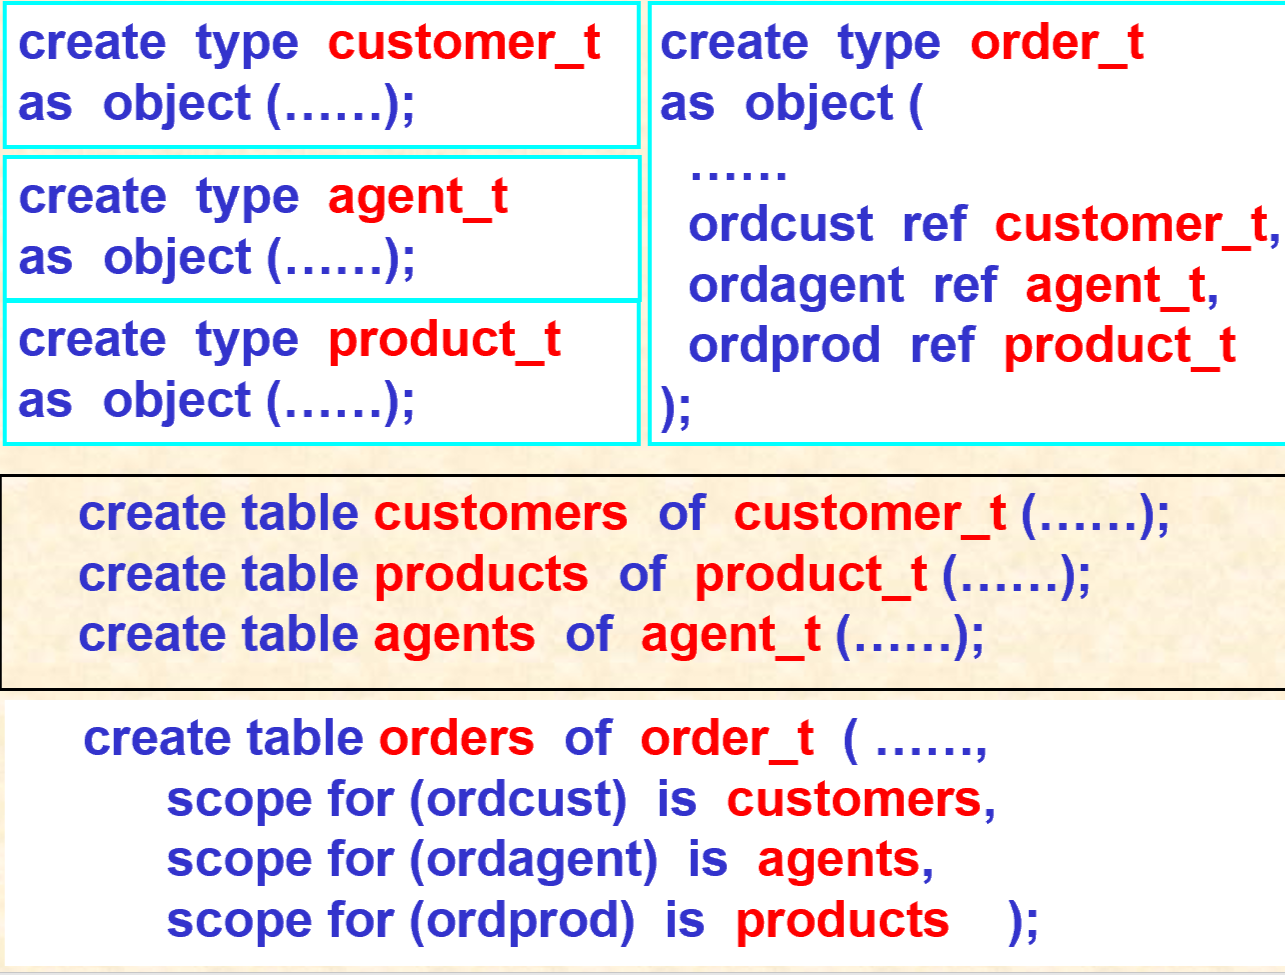 create type customer_t
as object (……);
create type agent_t
as object (……);
create type product_t
as object (……);
create type order_t
as object (
……
ordcust ref customer_t,
ordagent ref agent_t,
ordprod ref product_t
);
create table customers of customer_t (……);
create table products of product_t (……);
create table agents of agent_t (……);
create table orders of order_t ( ……,
scope for (ordcust) is customers,
scope for (ordagent) is agents,
scope for (ordprod) is products );